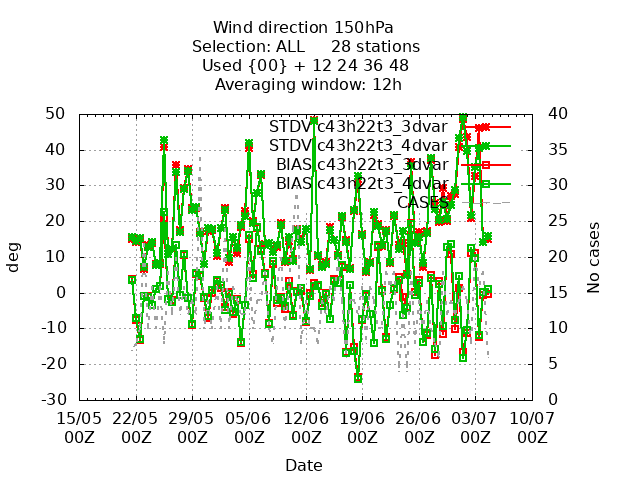 Wind direction 150hPa
Selection: ALL 28 stations
Used {00} + 12 24 36 48
Averaging window: 12h
STDV c43h22t3_3dvar
STDV c43h22t3_4dvar
BIAS c43h22t3_3dvar
BIAS c43h22t3_4dvar
CASES
deg
50
40
30
20
10
0
-10
-20
-30
No cases
40
35
30
25
20
15
10
5
0
15/05 22/05 29/05 05/06 12/06 19/06 26/06 03/07 10/07
00Z 00Z 00Z 00Z 00Z 00Z 00Z 00Z 00Z
Date